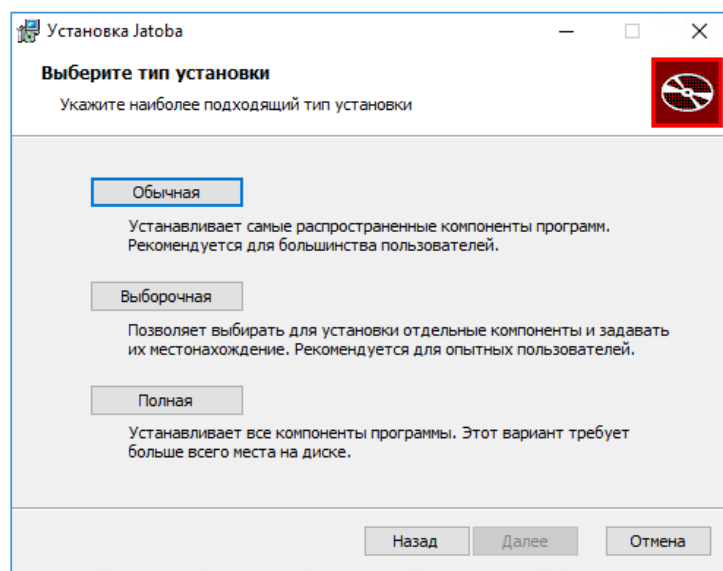 Установка Jatoba
Выберите тип установки
Укажите наиболее подходящий тип установки
Обычная
Устанавливает самые распространенные компоненты программ.
Рекомендуется для большинства пользователей.
Выборочная
Позволяет выбирать для установки отдельные компоненты и задавать
их местонахождение. Рекомендуется для опытных пользователей.
Полная
Устанавливает все компоненты программы. Этот вариант требует
больше всего места на диске.
Назад
Далее
Отмена